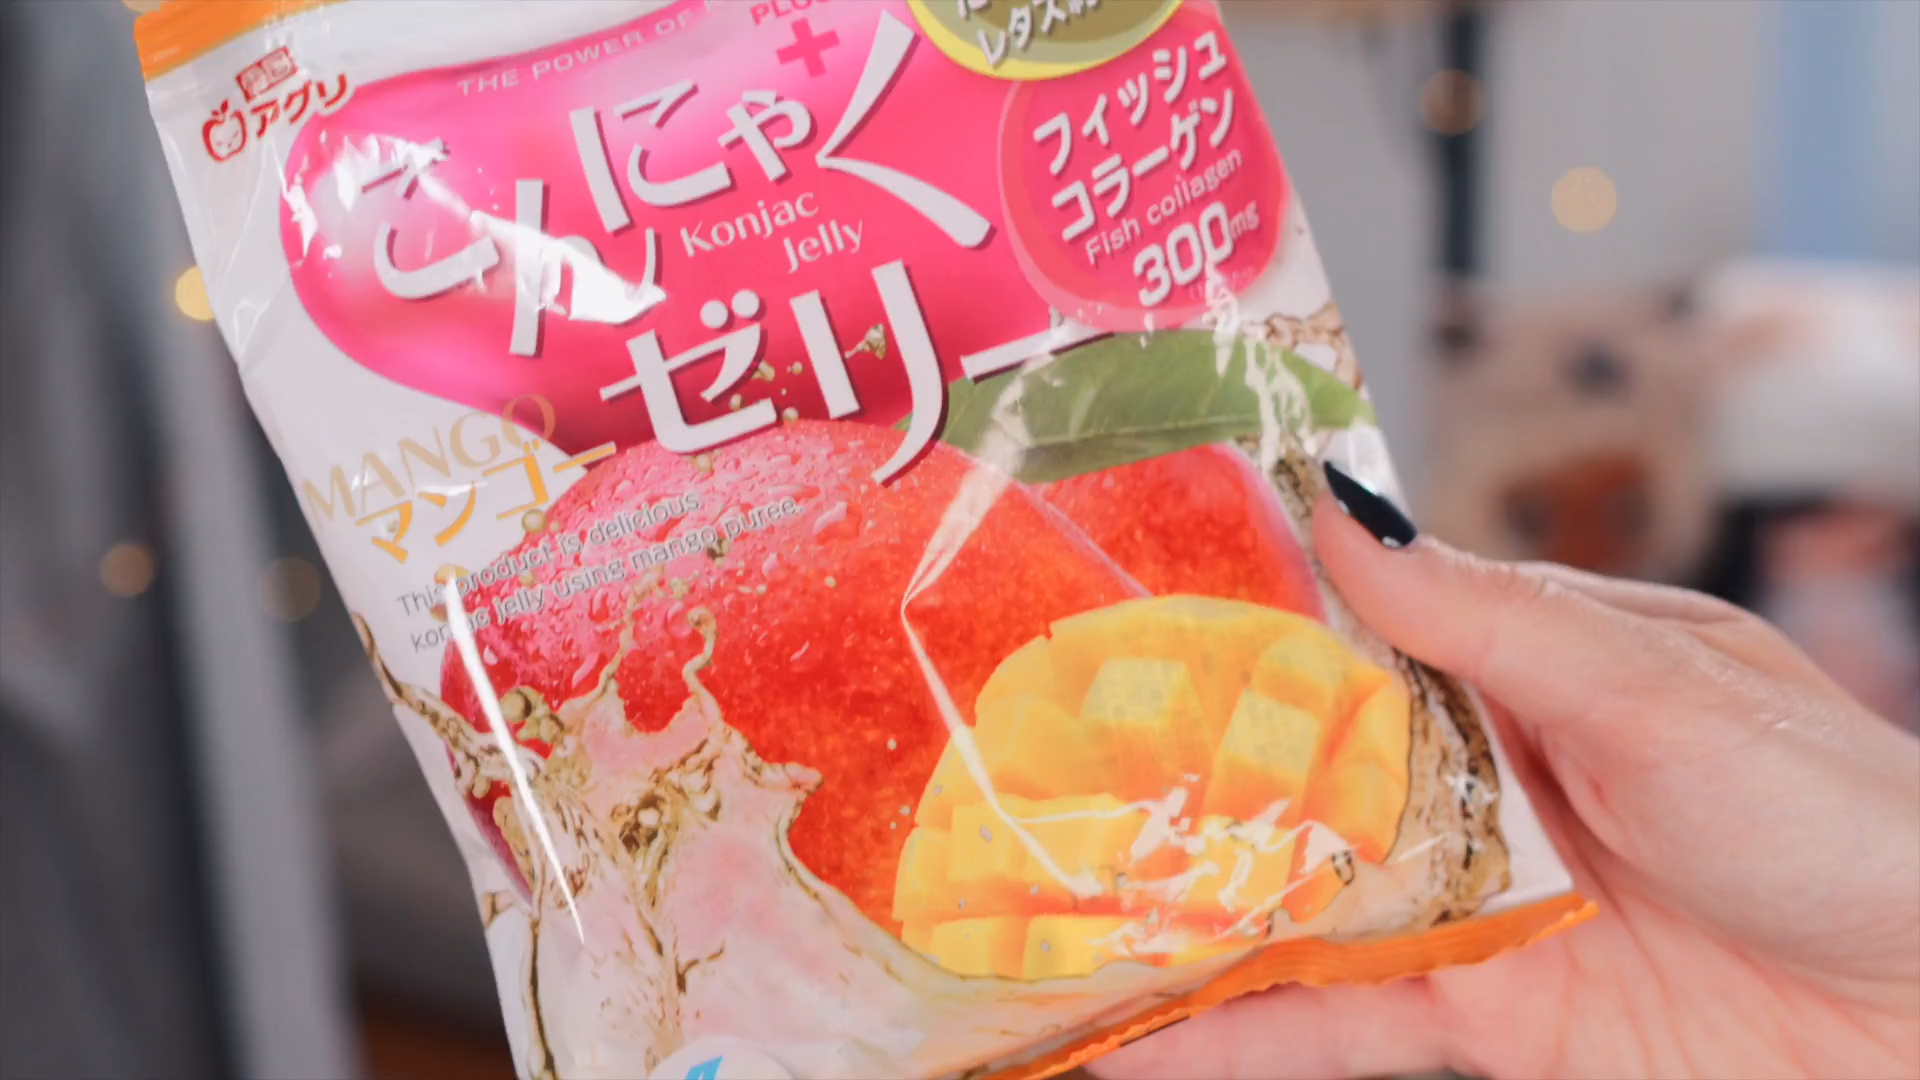 THE POWER OF
PLUS
+
アグリ
こんにゃく
Konjac
Jelly
ゼリー
レタス
フィッシュ
コラーゲン
Fish collagen
300mg
MANGO
マンゴー
This product is delicious
konjac jelly using mango puree.